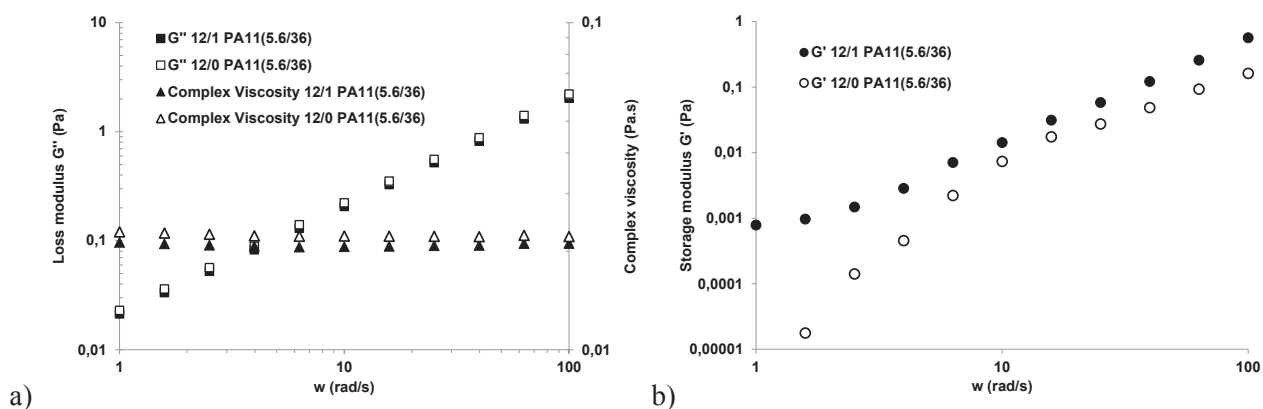 10
1
0,1
0,01
Loss modulus G'' (Pa)
G'' 12/1 PA11(5.6/36)
G'' 12/0 PA11(5.6/36)
Complex Viscosity 12/1 PA11(5.6/36)
Complex Viscosity 12/0 PA11(5.6/36)
0,1
0,01
Complex viscosity (Pa.s)
1 10 100
w (rad/s)
a)
1
0,1
0,01
0,001
0,0001
0,00001
Storage modulus G' (Pa)
G' 12/1 PA11(5.6/36)
G' 12/0 PA11(5.6/36)
1 10 100
w (rad/s)
b)